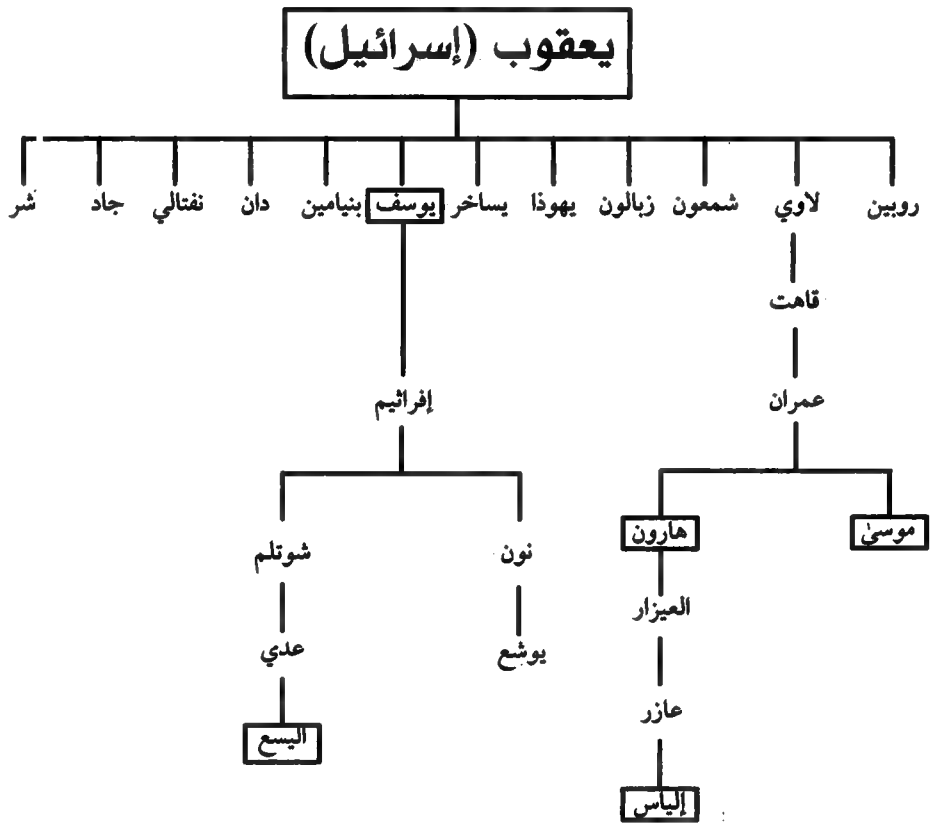 يعقوب (إسرائيل)
روبين لاوي شمعون زبالون يهوذا يساخر يوسف بنيامين دان نفتالي جاد شر
قاهت
إفرائيم عمران
موسىٰ هارون نون شوتلم
العيزار
يوشع عدي
عازر
اليسع
إلياس